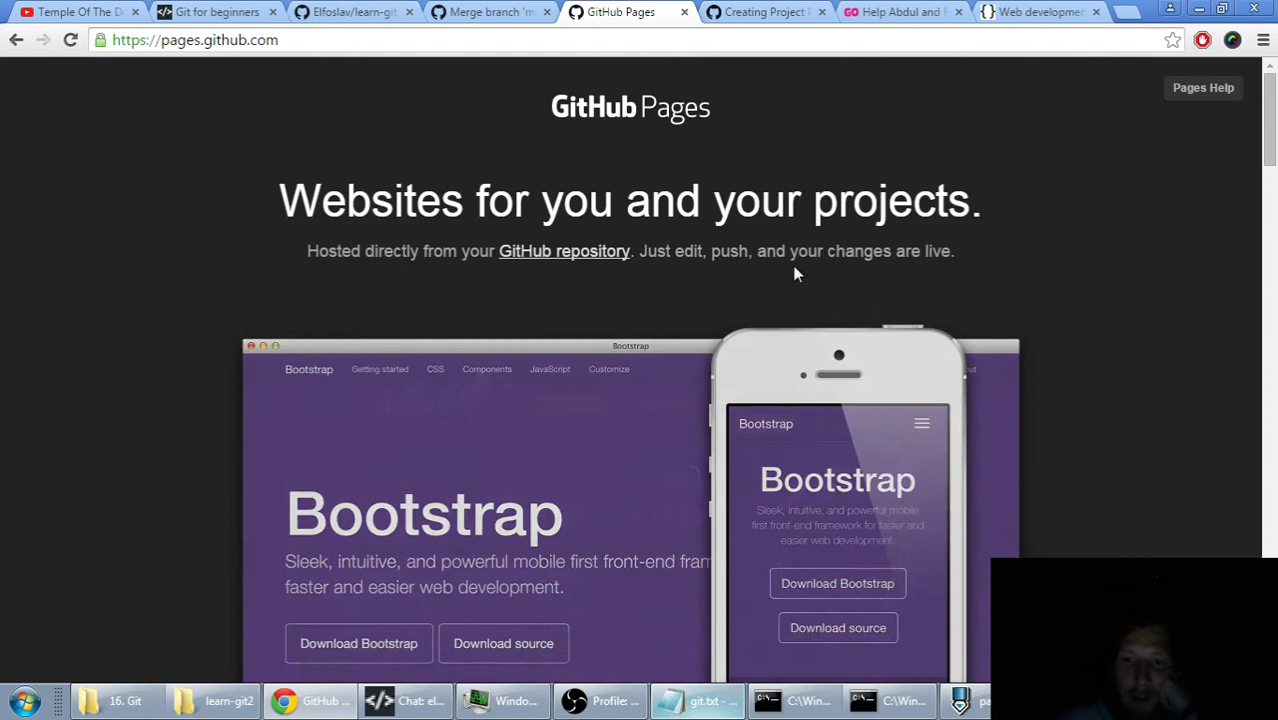 Temple Of The D
Git for beginners
Elfoslav/learn-git
Merge branch 'm
GitHub Pages
Creating Project
Help Abdul and
Web developmen
https://pages.github.com
Pages Help
GitHub Pages
Websites for you and your projects.
Hosted directly from your GitHub repository. Just edit, push, and your changes are live.
Bootstrap
Bootstrap Getting started CSS Components JavaScript Customize out
Bootstrap
Sleek, intuitive, and powerful mobile first front-end fram
faster and easier web development.
Download Bootstrap Download source
Bootstrap
Bootstrap
Sleek, intuitive, and powerful mobile
first front-end framework for faster and
easier web development.
Download Bootstrap
Download source
16. Git
learn-git2
GitHub ...
Chat: el...
Windo...
Profile: ...
git.txt - ...
C:\Win...
C:\Win...
pa